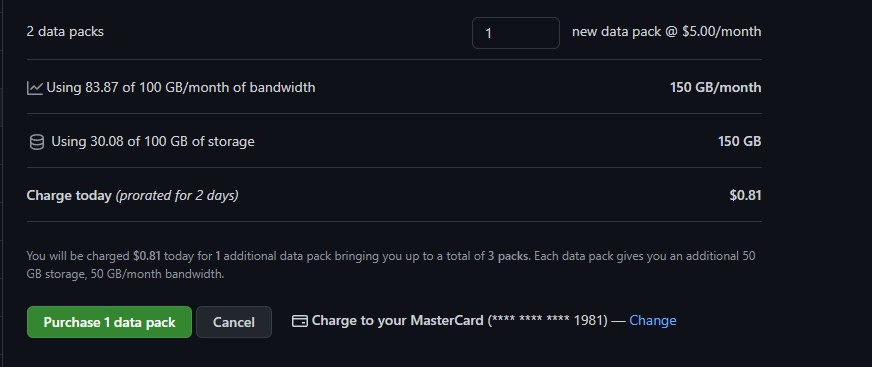 2 data packs 1 new data pack @ $5.00/month
Using 83.87 of 100 GB/month of bandwidth 150 GB/month
Using 30.08 of 100 GB of storage 150 GB
Charge today (prorated for 2 days) $0.81
You will be charged $0.81 today for 1 additional data pack bringing you up to a total of 3 packs. Each data pack gives you an additional 50
GB storage, 50 GB/month bandwidth.
Purchase 1 data pack Cancel Charge to your MasterCard (**** **** **** 1981) — Change